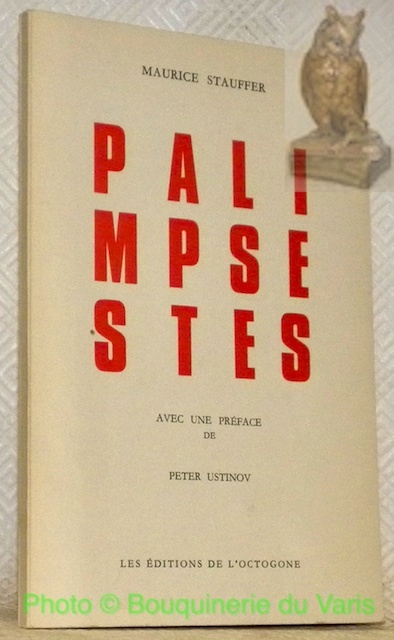 MAURICE STAUFFER
PALI
MPSE
STES
AVEC UNE PRÉFACE
DE
PETER USTINOV
LES ÉDITIONS DE L'OCTOGONE
Photo © Bouquinerie du Varis